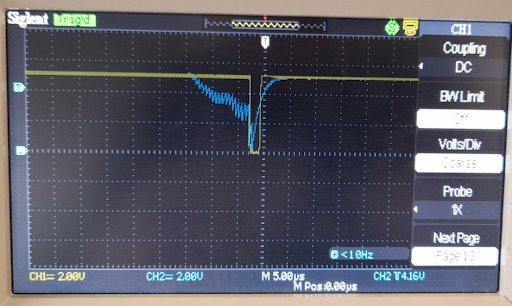 Siglent Trig'd
CH1
Coupling
DC
BW Limit
Off
Volts/Div
Coarse
Probe
1X
Next Page
Page 1/3
<10Hz
CH1 2.00V CH2 2.00V M 5.00µs CH2 4.16V
M Pos:0.00µs